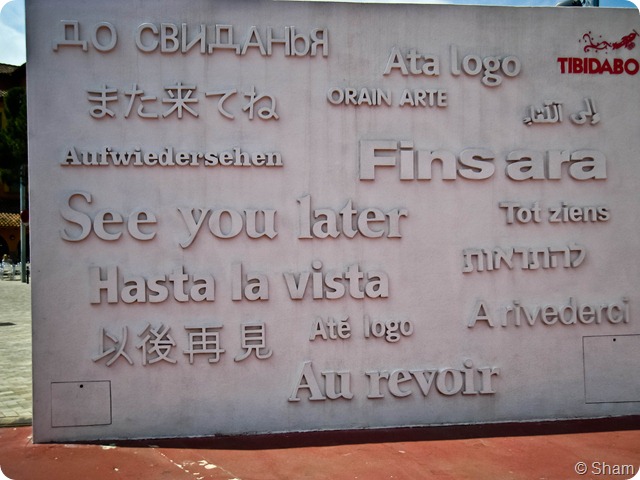 ДО СВИДАНЬЯ
Ata logo
TIBIDABO
また来てね
ORAIN ARTE
إلى اللقاء
Aufwiedersehen
Fins ara
See you later
Tot ziens
להתראות
Hasta la vista
Arivederci
以後再見
Até logo
Au revoir
© Sham